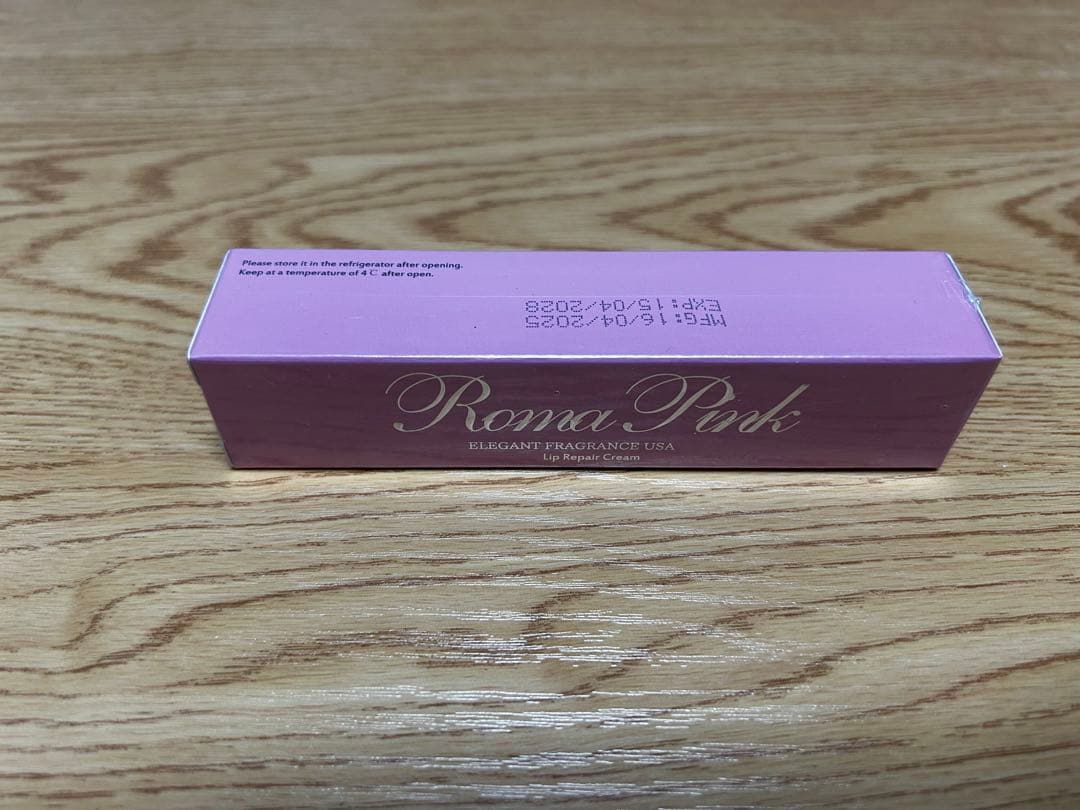 Please store it in the refrigerator after opening.
Keep at a temperature of 4℃ after open.
MFG:16/04/2025
EXP:15/04/2028
Roma Pink
ELEGANT FRAGRANCE USA
Lip Repair Cream